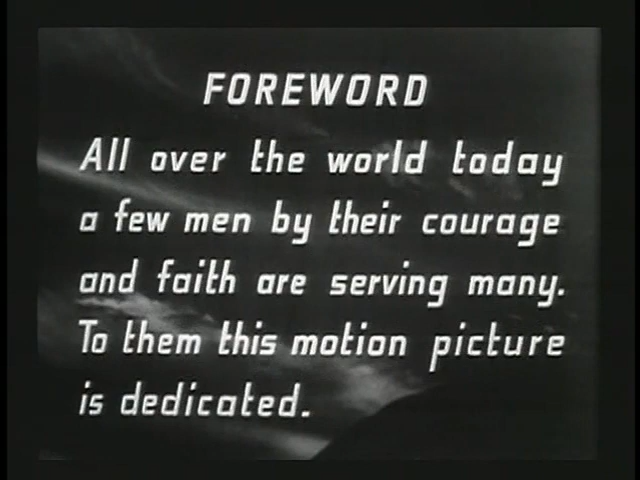 FOREWORD
All over the world today
a few men by their courage
and faith are serving many.
To them this motion picture
is dedicated.